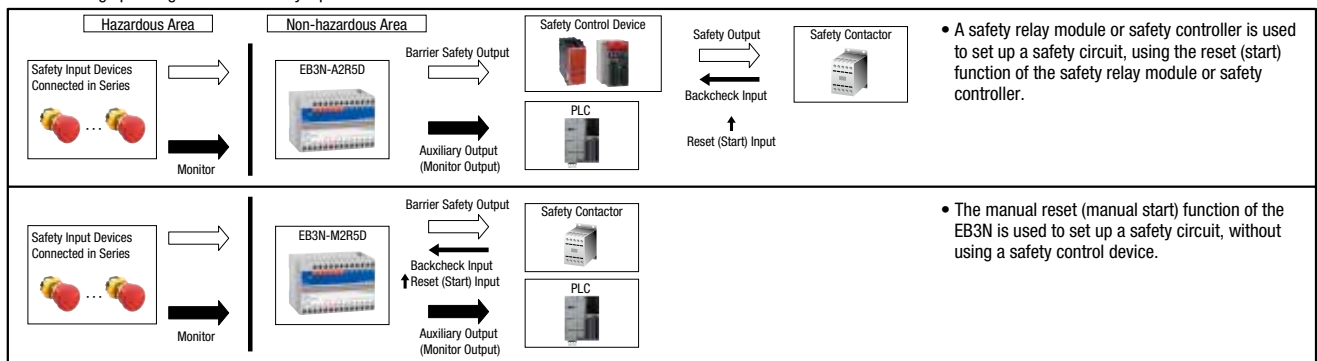 Hazardous Area
Non-hazardous Area
Safety Input Devices
Connected in Series
Monitor
EB3N-A2R5D
Barrier Safety Output
Auxiliary Output
(Monitor Output)
Safety Control Device
PLC
Safety Output
Backcheck Input
Reset (Start) Input
Safety Contactor
• A safety relay module or safety controller is used
to set up a safety circuit, using the reset (start)
function of the safety relay module or safety
controller.
Safety Input Devices
Connected in Series
Monitor
EB3N-M2R5D
Barrier Safety Output
Backcheck Input
Reset (Start) Input
Auxiliary Output
(Monitor Output)
Safety Contactor
PLC
• The manual reset (manual start) function of the
EB3N is used to set up a safety circuit, without
using a safety control device.